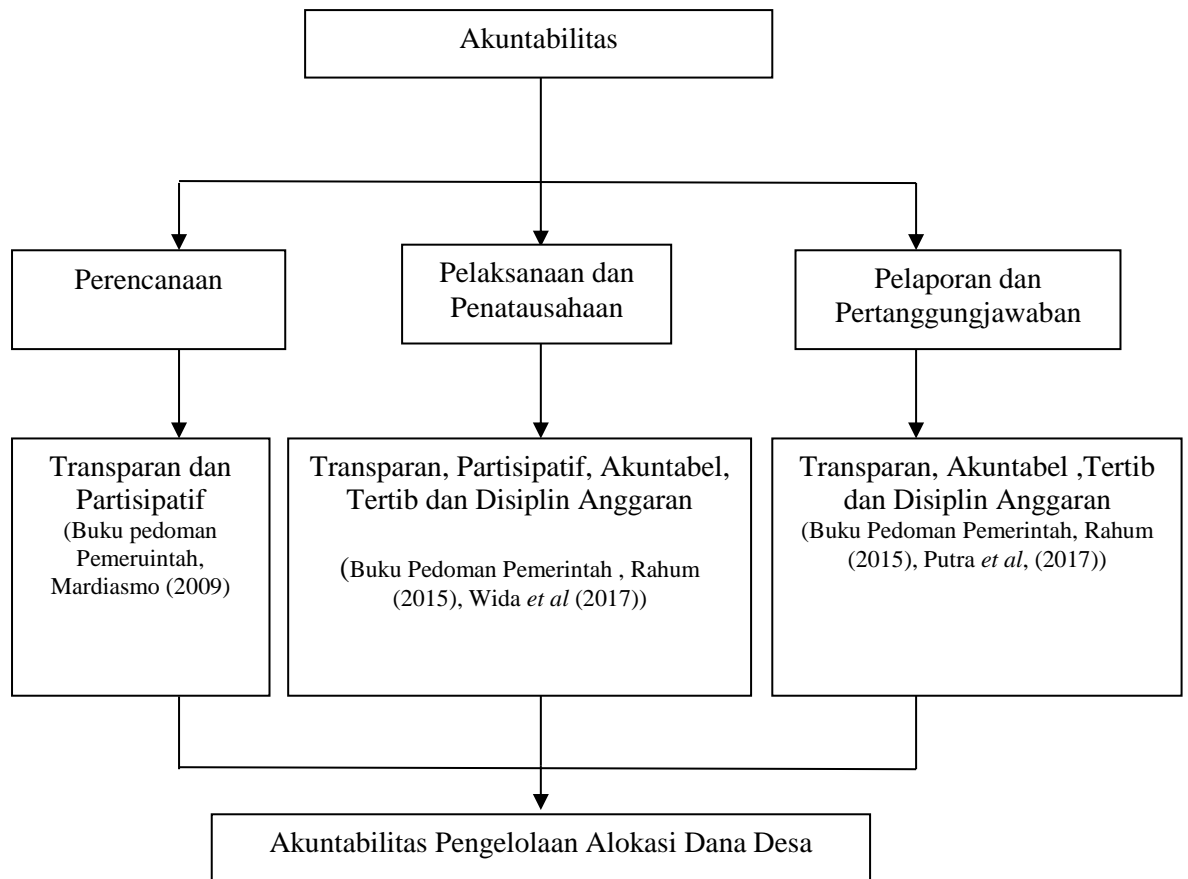 Akuntabilitas
Perencanaan
Pelaksanaan dan
Penatausahaan
Pelaporan dan
Pertanggungjawaban
Transparan dan
Partisipatif
(Buku pedoman
Pemeruintah,
Mardiasmo (2009)
Transparan, Partisipatif, Akuntabel,
Tertib dan Disiplin Anggaran
(Buku Pedoman Pemerintah , Rahum
(2015), Wida et al (2017))
Transparan, Akuntabel ,Tertib
dan Disiplin Anggaran
(Buku Pedoman Pemerintah, Rahum
(2015), Putra et al, (2017))
Akuntabilitas Pengelolaan Alokasi Dana Desa